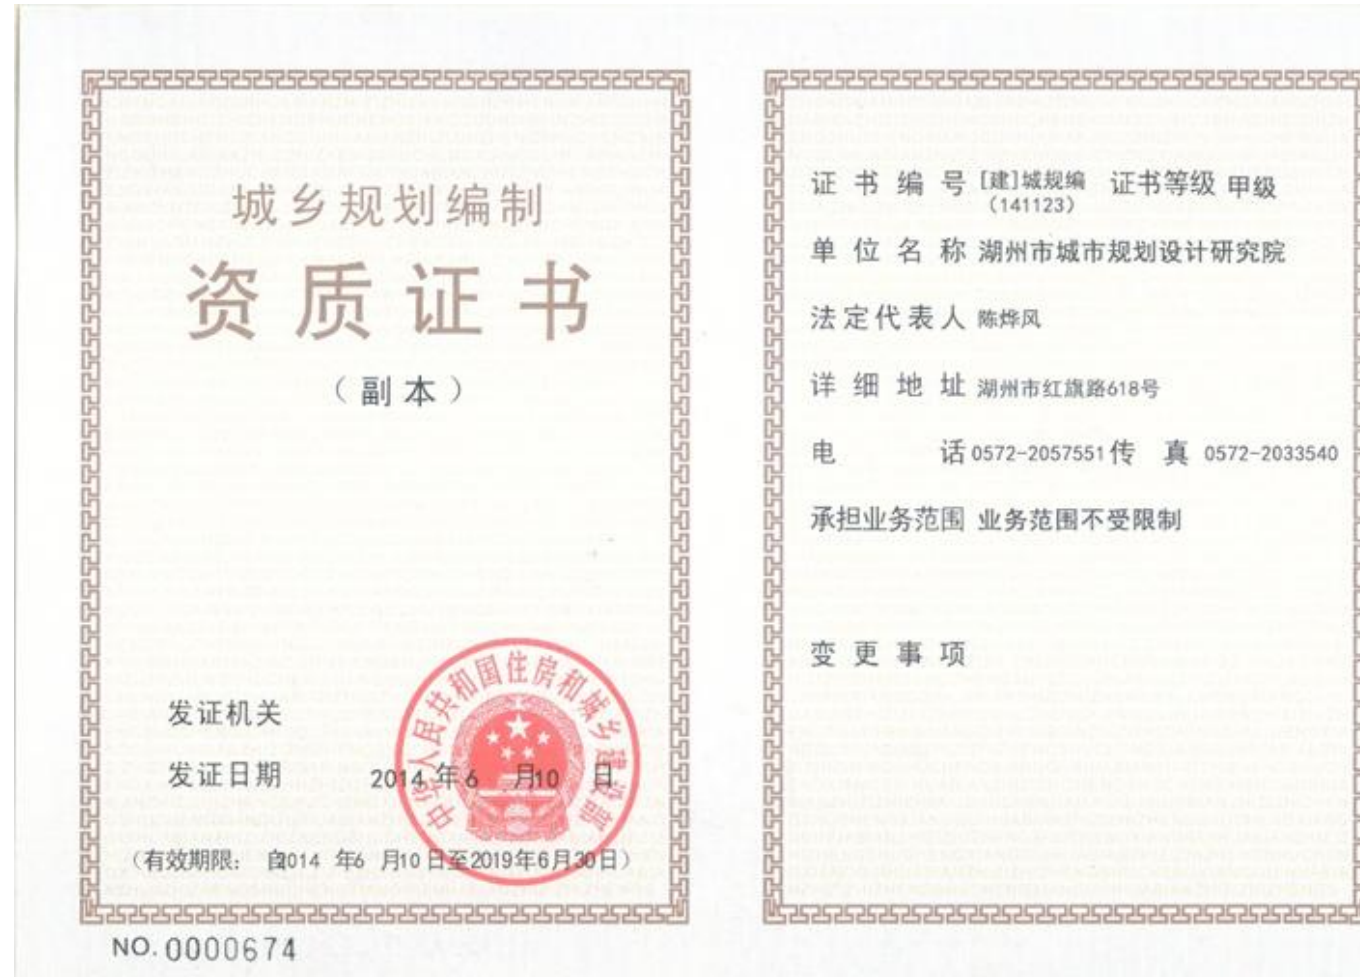 城乡规划编制
资质证书
（副本）
发证机关
发证日期 2014 年 6 月 10 日
中华人民共和国住房和城乡建设部
（有效期限： 自2014 年6 月10 日至2019年6月30日）
NO. 0000674
证书编号 [建]城规编 证书等级 甲级
（141123）
单位名称 湖州市城市规划设计研究院
法定代表人 陈烨风
详细地址 湖州市红旗路618号
电话 0572-2057551 传真 0572-2033540
承担业务范围 业务范围不受限制
变更事项